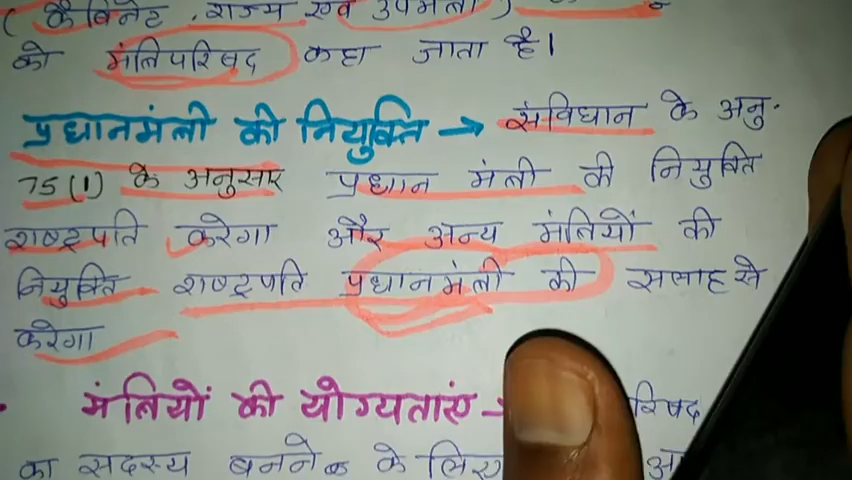 ( कैबिनेट , राज्य एवं उपमंत्री )
को मंत्रिपरिषद कहा जाता है।
प्रधानमंत्री की नियुक्ति → संविधान के अनु.
75 (1) के अनुसार प्रधान मंत्री की नियुक्ति
राष्ट्रपति करेगा और अन्य मंत्रियों की
नियुक्ति राष्ट्रपति प्रधानमंत्री की सलाह से
करेगा
मंत्रियों की योग्यताएं -
का सदस्य बनने के लिए